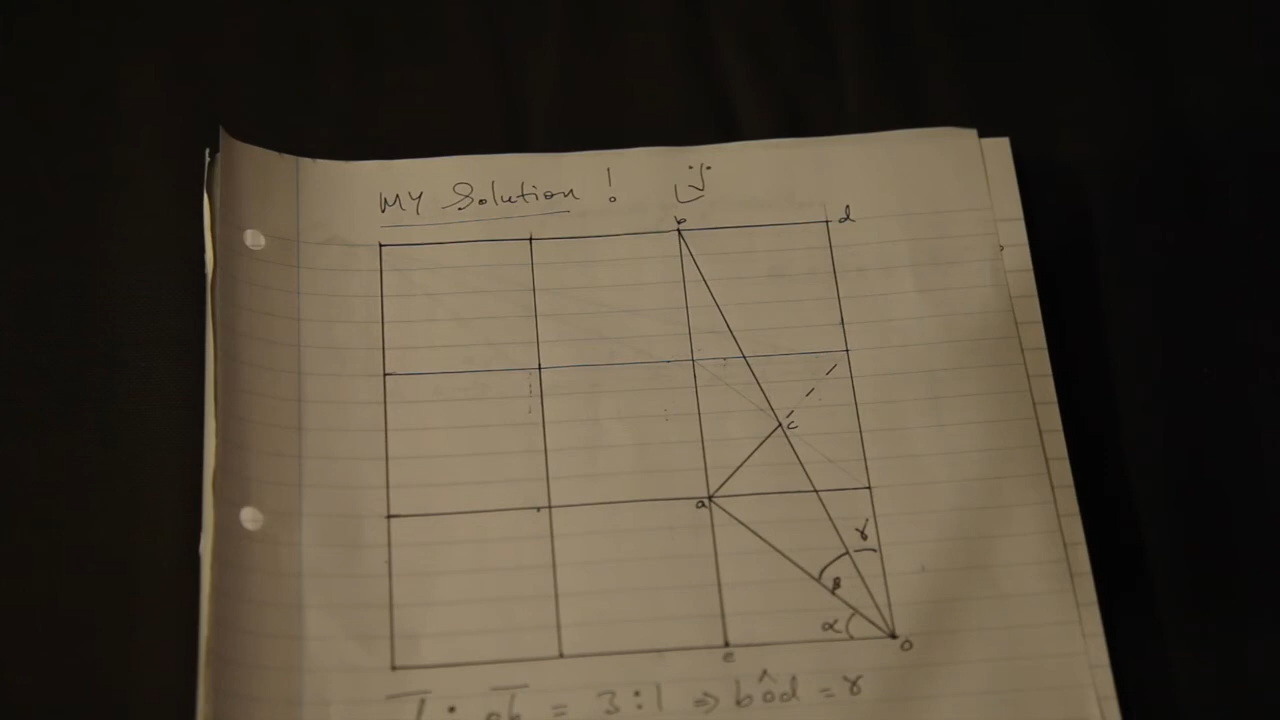 MY Solution !
b
d
c
a
γ
β
α
e
o
= 3:1 ⇒ bôd = γ